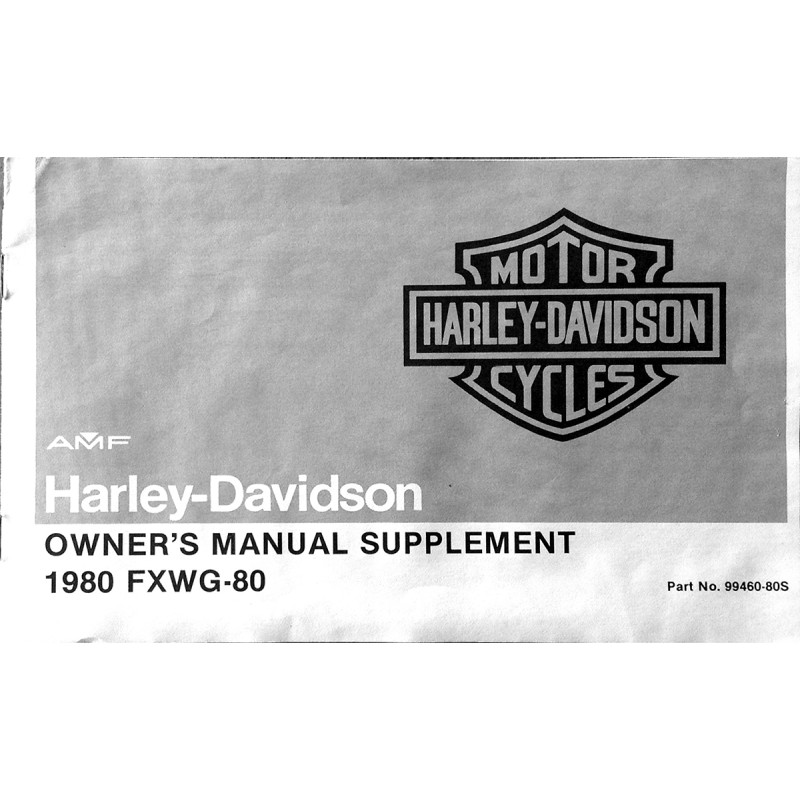 MOTOR
HARLEY-DAVIDSON
CYCLES
AMF
Harley-Davidson
OWNER'S MANUAL SUPPLEMENT
1980 FXWG-80
Part No. 99460-80S